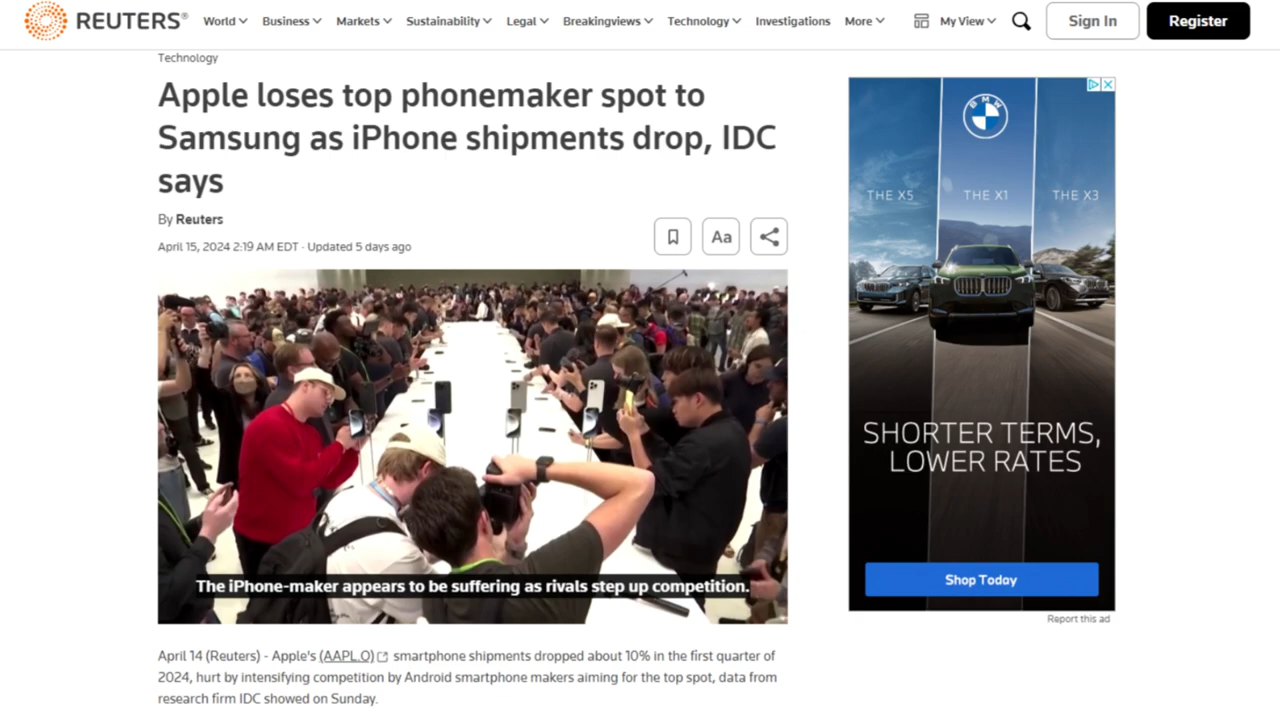 REUTERS®
World
Business
Markets
Sustainability
Legal
Breakingviews
Technology
Investigations
More
My View
Sign In
Register
Technology
Apple loses top phonemaker spot to
Samsung as iPhone shipments drop, IDC
says
By Reuters
April 15, 2024 2:19 AM EDT · Updated 5 days ago
Aa
The iPhone-maker appears to be suffering as rivals step up competition.
April 14 (Reuters) - Apple's (AAPL.O) smartphone shipments dropped about 10% in the first quarter of
2024, hurt by intensifying competition by Android smartphone makers aiming for the top spot, data from
research firm IDC showed on Sunday.
BMW
THE X5
THE X1
THE X3
SHORTER TERMS,
LOWER RATES
Shop Today
Report this ad